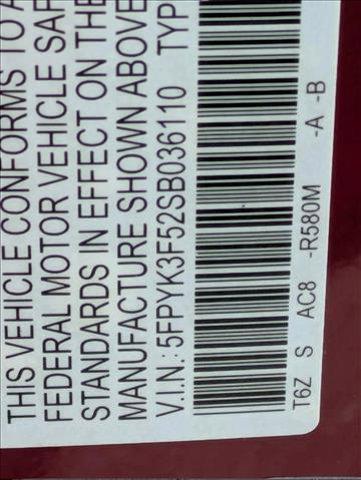 THIS VEHICLE CONFORMS TO
FEDERAL MOTOR VEHICLE
STANDARDS IN EFFECT ON THE
MANUFACTURE SHOWN ABOVE
V.I.N.: 5FPYK3F52SB036110 TYP
T6Z S AC8 -R580M -A -B